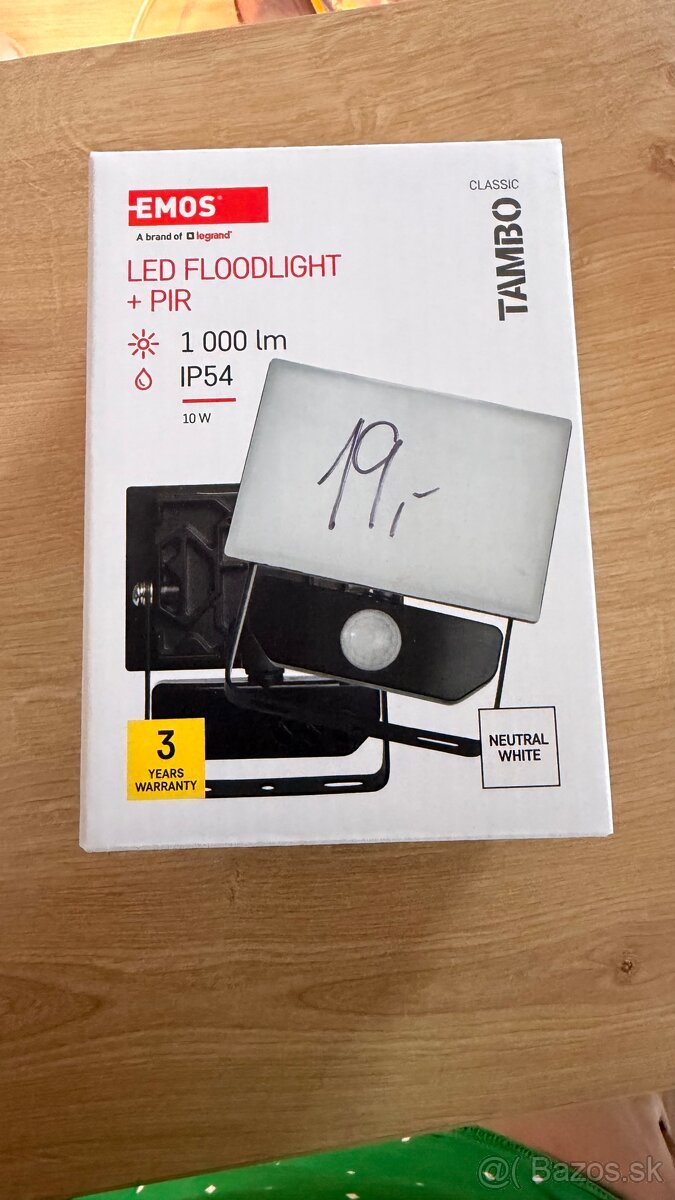 EMOS®
A brand of legrand®
CLASSIC
TAMBO
LED FLOODLIGHT
+ PIR
1 000 lm
IP54
10 W
19,-
3
YEARS
WARRANTY
NEUTRAL
WHITE
@( Bazos.sk